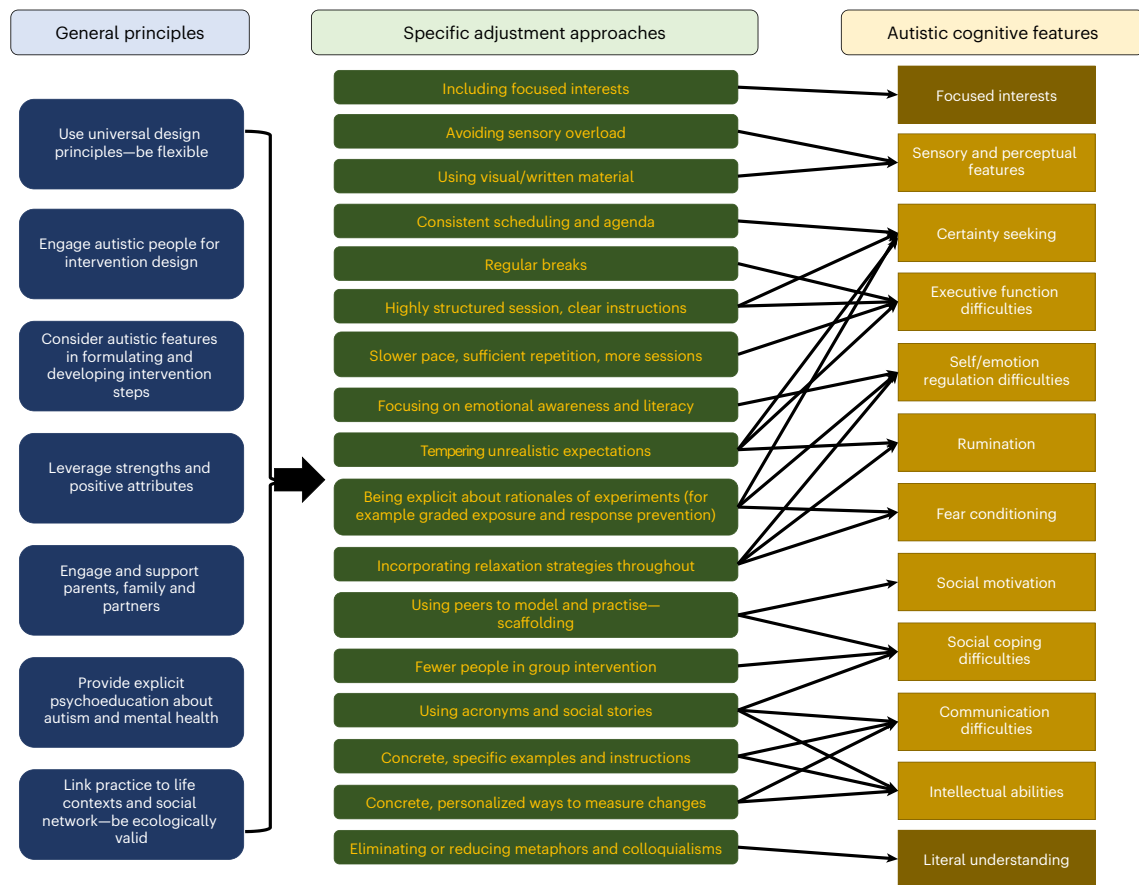 General principles
Use universal design
principles—be flexible
Engage autistic people for
intervention design
Consider autistic features
in formulating and
developing intervention
steps
Leverage strengths and
positive attributes
Engage and support
parents, family and
partners
Provide explicit
psychoeducation about
autism and mental health
Link practice to life
contexts and social
network—be ecologically
valid
Specific adjustment approaches
Including focused interests
Avoiding sensory overload
Using visual/written material
Consistent scheduling and agenda
Regular breaks
Highly structured session, clear instructions
Slower pace, sufficient repetition, more sessions
Focusing on emotional awareness and literacy
Tempering unrealistic expectations
Being explicit about rationales of experiments (for
example graded exposure and response prevention)
Incorporating relaxation strategies throughout
Using peers to model and practise—
scaffolding
Fewer people in group intervention
Using acronyms and social stories
Concrete, specific examples and instructions
Concrete, personalized ways to measure changes
Eliminating or reducing metaphors and colloquialisms
Autistic cognitive features
Focused interests
Sensory and perceptual
features
Certainty seeking
Executive function
difficulties
Self/emotion
regulation difficulties
Rumination
Fear conditioning
Social motivation
Social coping
difficulties
Communication
difficulties
Intellectual abilities
Literal understanding